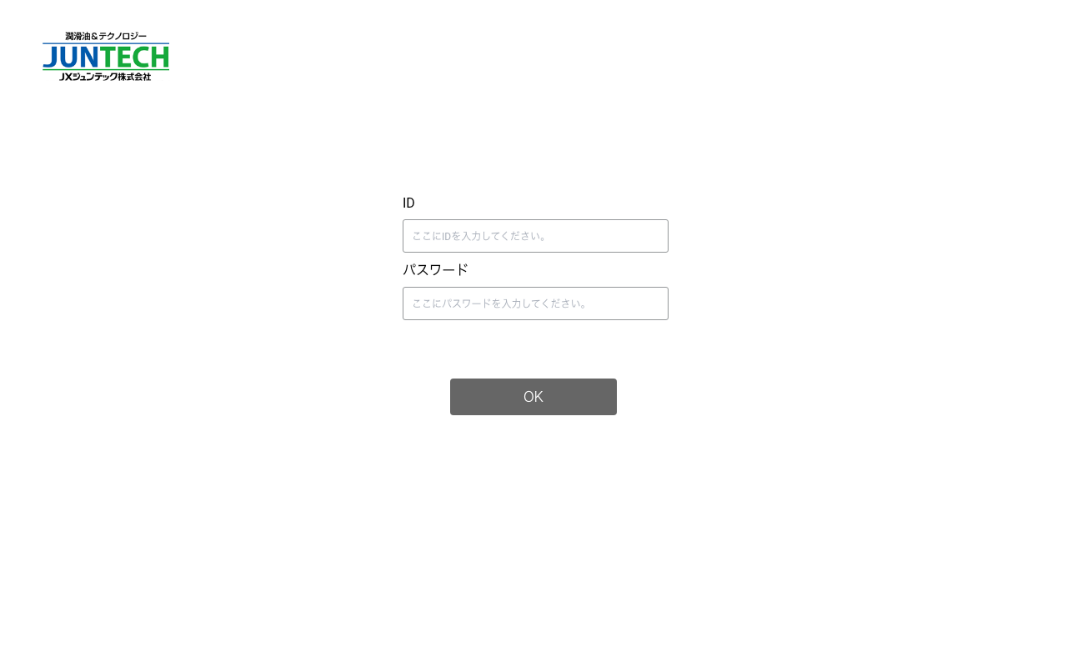 潤滑油&テクノロジー
JUNTECH
JXジュンテック株式会社
ID
ここにIDを入力してください。
パスワード
ここにパスワードを入力してください。
OK